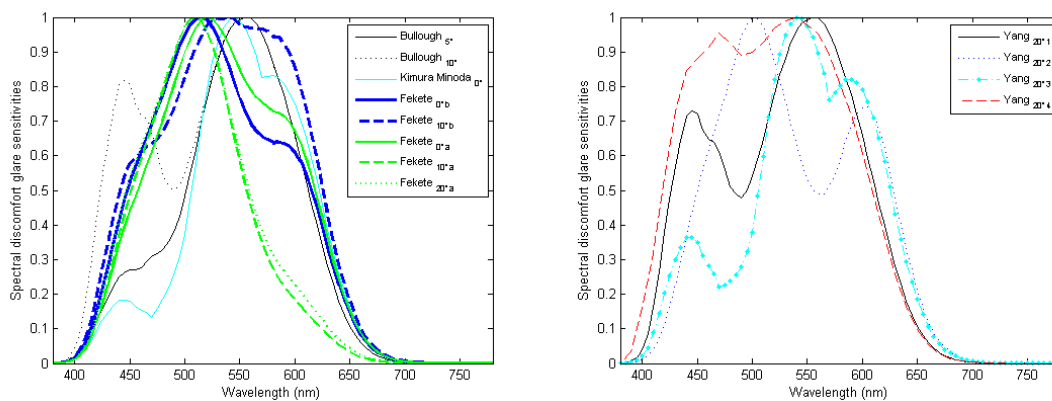 Spectral discomfort glare sensitivities
1
0.9
0.8
0.7
0.6
0.5
0.4
0.3
0.2
0.1
0
400
450
500
550
600
650
700
750
Wavelength (nm)
Bullough 5°
Bullough 10°
Kimura Minoda 0°
Fekete 0°b
Fekete 10°b
Fekete 0°a
Fekete 10°a
Fekete 20°a
Spectral discomfort glare sensitivities
1
0.9
0.8
0.7
0.6
0.5
0.4
0.3
0.2
0.1
0
400
450
500
550
600
650
700
750
Wavelength (nm)
Yang 20°1
Yang 20°2
Yang 20°3
Yang 20°4